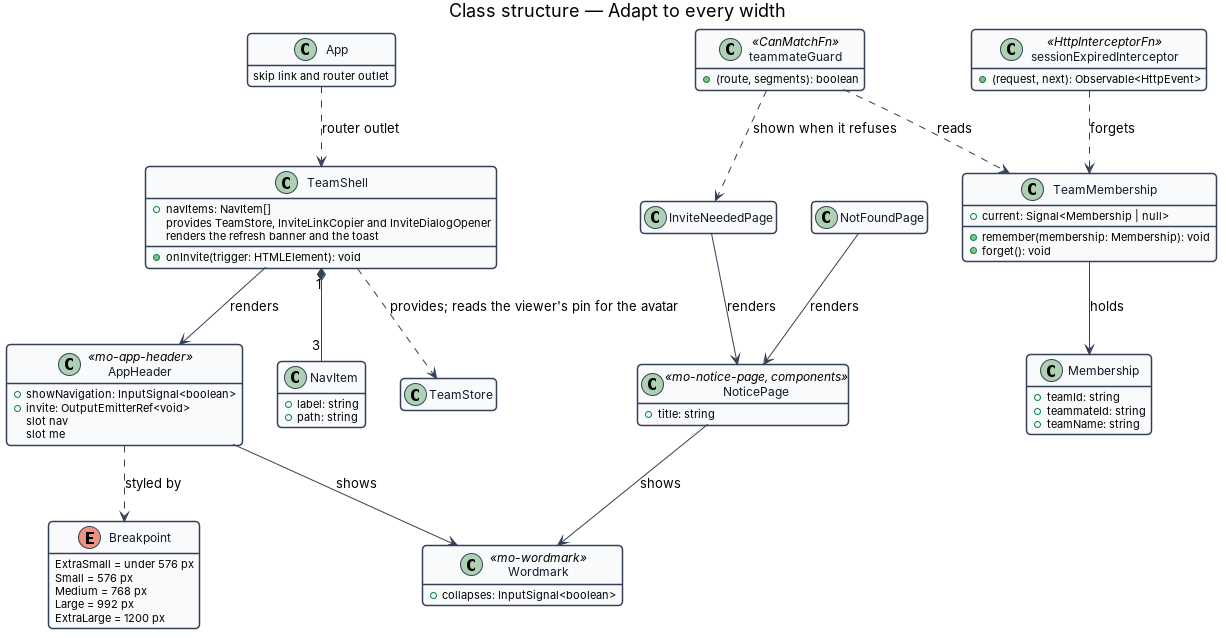 Class structure — Adapt to every width
C App
skip link and router outlet
«CanMatchFn»
C teammateGuard
(route, segments): boolean
«HttpInterceptorFn»
C sessionExpiredInterceptor
(request, next): Observable<HttpEvent>
router outlet
shown when it refuses
reads
forgets
C TeamShell
navItems: NavItem[]
provides TeamStore, InviteLinkCopier and InviteDialogOpener
renders the refresh banner and the toast
onInvite(trigger: HTMLElement): void
C InviteNeededPage
C NotFoundPage
C TeamMembership
current: Signal<Membership | null>
remember(membership: Membership): void
forget(): void
1
renders
provides; reads the viewer's pin for the avatar
renders
renders
holds
3
«mo-app-header»
C AppHeader
showNavigation: InputSignal<boolean>
invite: OutputEmitterRef<void>
slot nav
slot me
C NavItem
label: string
path: string
C TeamStore
«mo-notice-page, components»
C NoticePage
title: string
C Membership
teamId: string
teammateId: string
teamName: string
styled by
shows
shows
E Breakpoint
ExtraSmall = under 576 px
Small = 576 px
Medium = 768 px
Large = 992 px
ExtraLarge = 1200 px
«mo-wordmark»
C Wordmark
collapses: InputSignal<boolean>